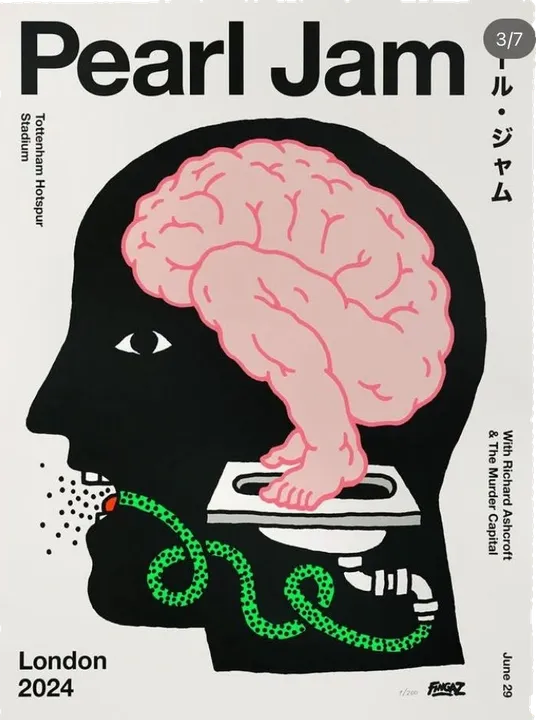 Pearl Jam
3/7
ール・ジャム
Tottenham Hotspur
Stadium
With Richard Ashcroft
& The Murder Capital
London
2024
June 29
FINGAZ